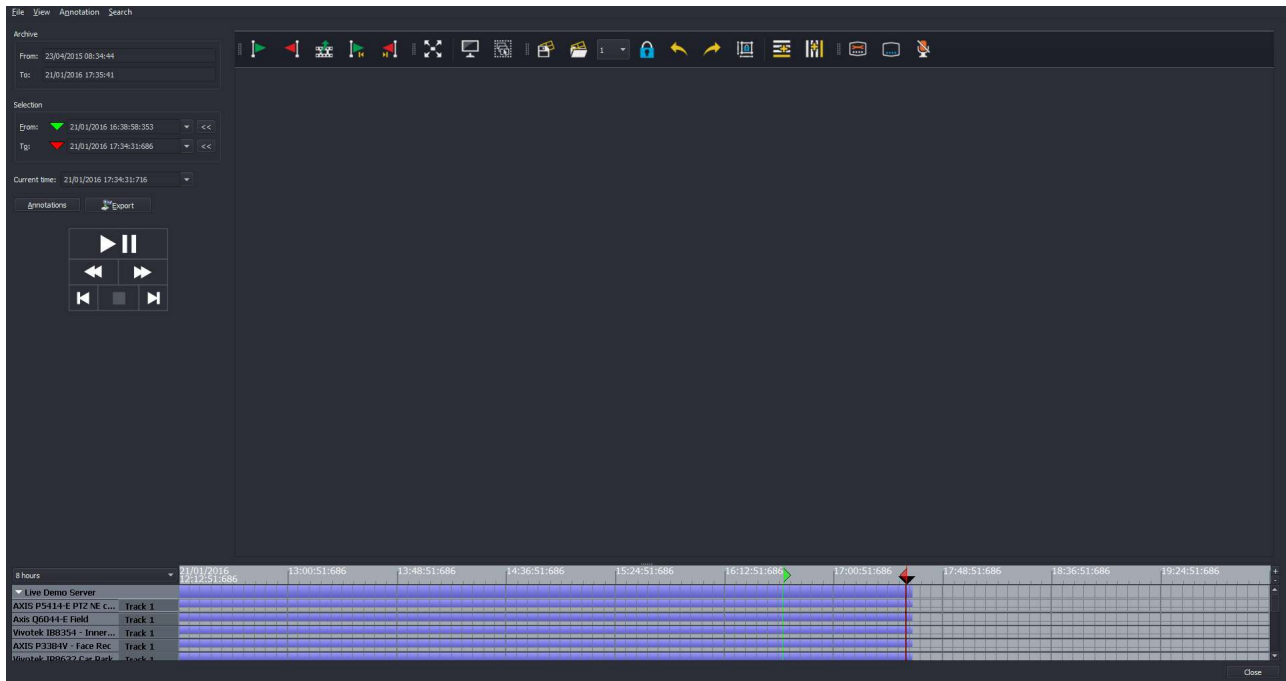 File View Annotation Search
Archive
From: 23/04/2015 08:34:44
To: 21/01/2016 17:35:41
1
Selection
From: 21/01/2016 16:38:58:353 <<
To: 21/01/2016 17:34:31:686 <<
Current time: 21/01/2016 17:34:31:716
Annotations Export
8 hours
21/01/2016
12:12:51:686 13:00:51:686 13:48:51:686 14:36:51:686 15:24:51:686 16:12:51:686 17:00:51:686 17:48:51:686 18:36:51:686 19:24:51:686
Live Demo Server
AXIS P5414-E PTZ NE c... Track 1
Axis Q6044-E Field Track 1
Vivotek IB8354 - Inner... Track 1
AXIS P3384V - Face Rec Track 1
Car Park Track 1
Close